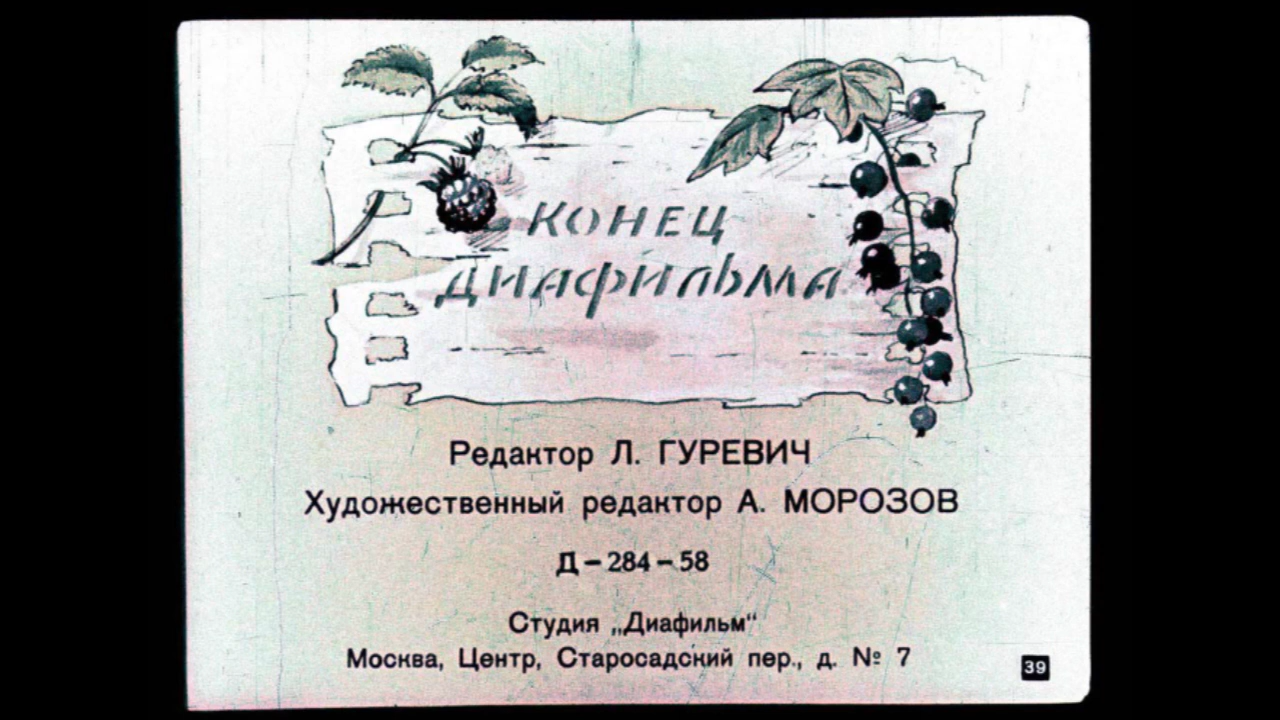 КОНЕЦ
ДИАФИЛЬМА
Редактор Л. ГУРЕВИЧ
Художественный редактор А. МОРОЗОВ
Д – 284 – 58
Студия „Диафильм“
Москва, Центр, Старосадский пер., д. № 7
39